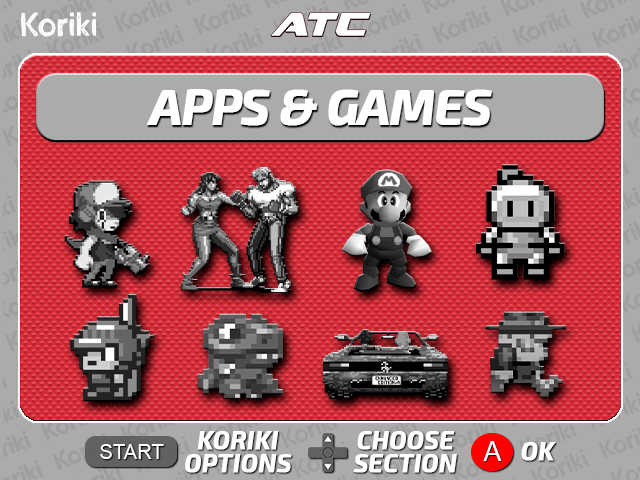 Koriki
ATC
APPS & GAMES
M
START
KORIKI
OPTIONS
CHOOSE
SECTION
A
OK